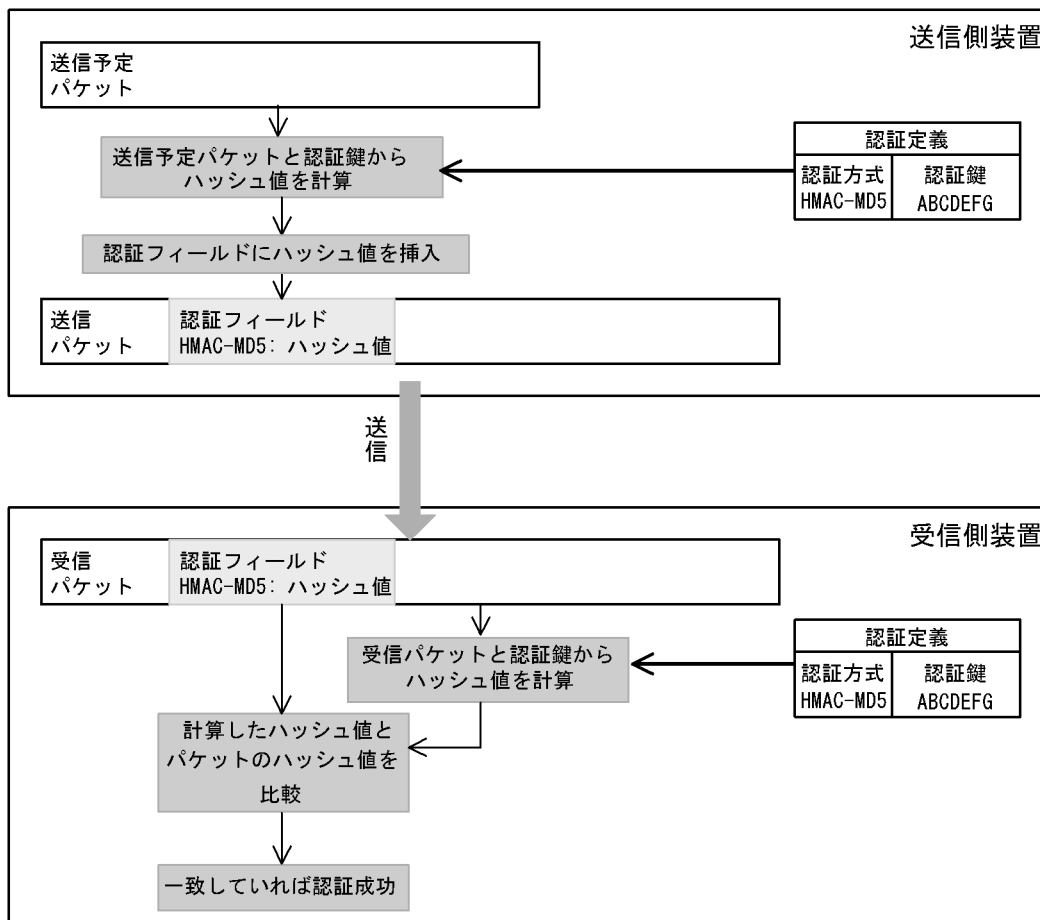 送信側装置
送信予定
パケット
送信予定パケットと認証鍵から
ハッシュ値を計算
認証定義
認証方式
HMAC-MD5
認証鍵
ABCDEFG
認証フィールドにハッシュ値を挿入
送信
パケット
認証フィールド
HMAC-MD5: ハッシュ値
送信
受信側装置
受信
パケット
認証フィールド
HMAC-MD5: ハッシュ値
受信パケットと認証鍵から
ハッシュ値を計算
認証定義
認証方式
HMAC-MD5
認証鍵
ABCDEFG
計算したハッシュ値と
パケットのハッシュ値を
比較
一致していれば認証成功